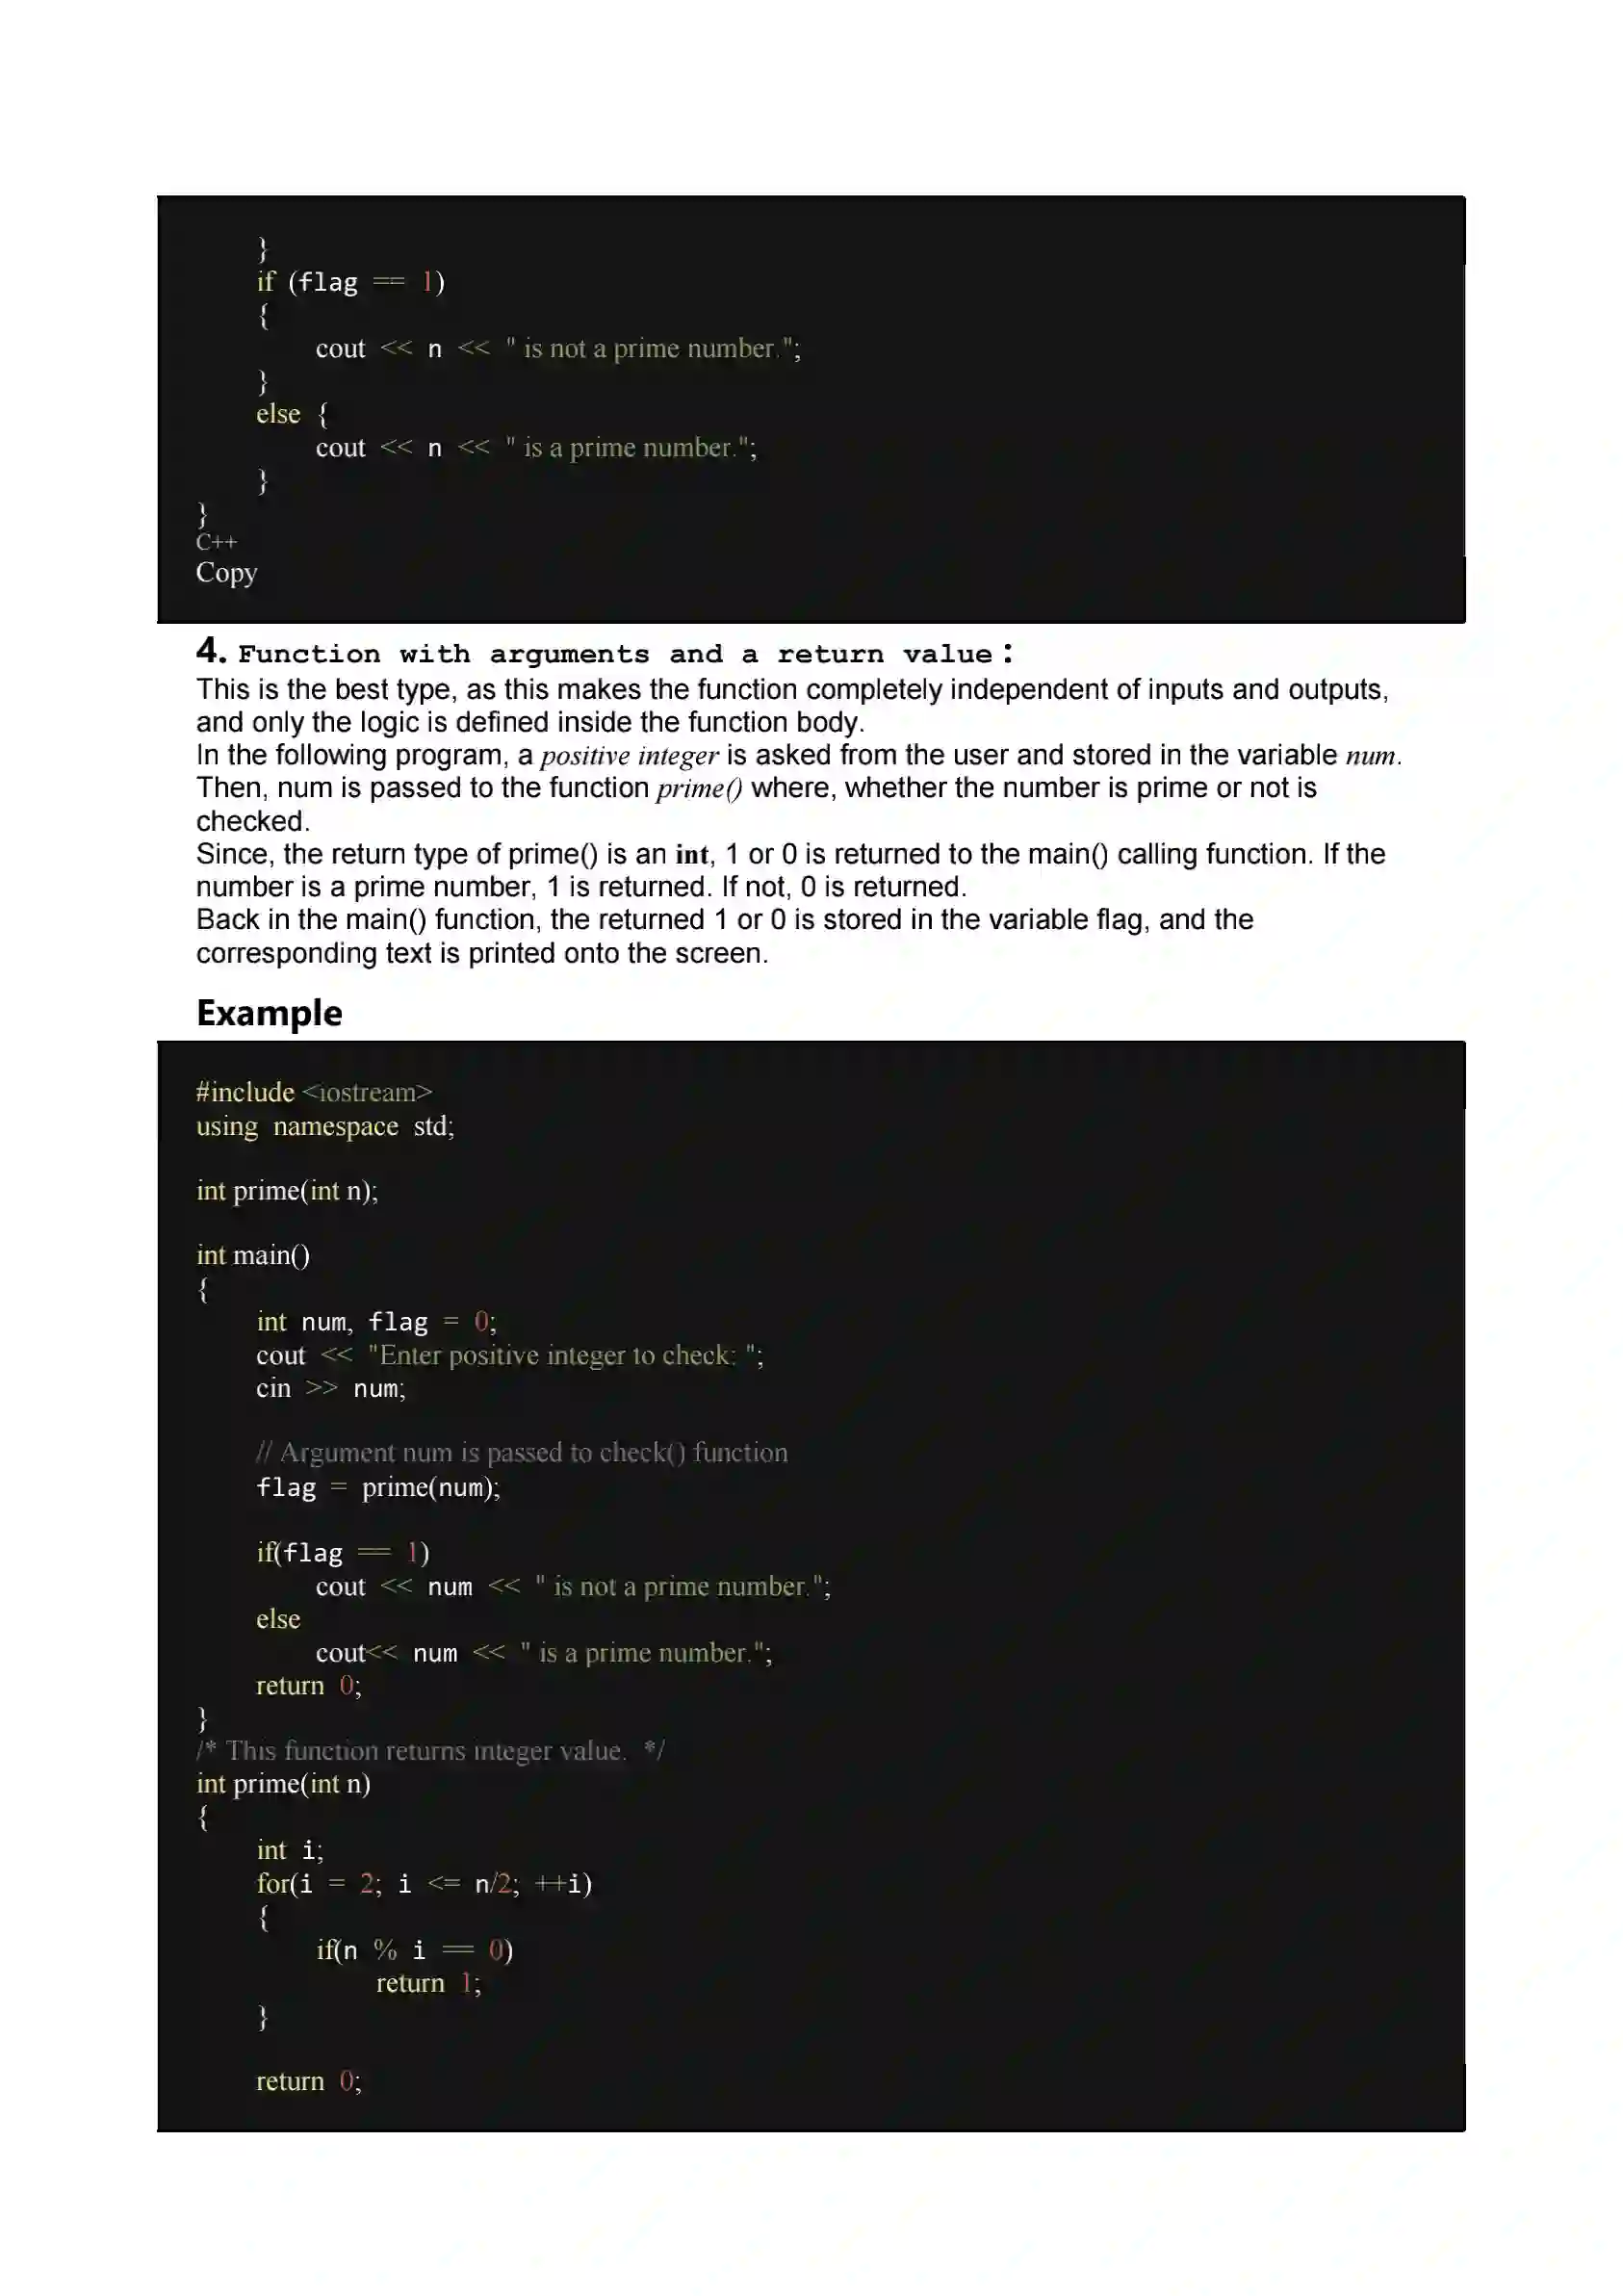 }
if (flag == 1)
{
cout << n << " is not a prime number.";
}
else {
cout << n << " is a prime number.";
}
}
C++
Copy
4. Function with arguments and a return value :
This is the best type, as this makes the function completely independent of inputs and outputs,
and only the logic is defined inside the function body.
In the following program, a positive integer is asked from the user and stored in the variable num.
Then, num is passed to the function prime() where, whether the number is prime or not is
checked.
Since, the return type of prime() is an int, 1 or 0 is returned to the main() calling function. If the
number is a prime number, 1 is returned. If not, 0 is returned.
Back in the main() function, the returned 1 or 0 is stored in the variable flag, and the
corresponding text is printed onto the screen.
Example
#include <iostream>
using namespace std;
int prime(int n);
int main()
{
int num, flag = 0;
cout << "Enter positive integer to check: ";
cin >> num;
// Argument num is passed to check() function
flag = prime(num);
if(flag == 1)
cout << num << " is not a prime number.";
else
cout<< num << " is a prime number.";
return 0;
}
/* This function returns integer value. */
int prime(int n)
{
int i;
for(i = 2; i <= n/2; ++i)
{
if(n % i == 0)
return 1;
}
return 0;